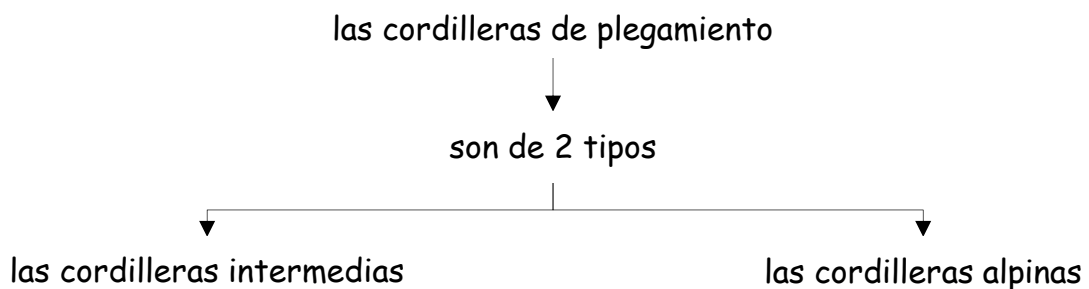 las cordilleras de plegamiento
son de 2 tipos
las cordilleras intermedias
las cordilleras alpinas